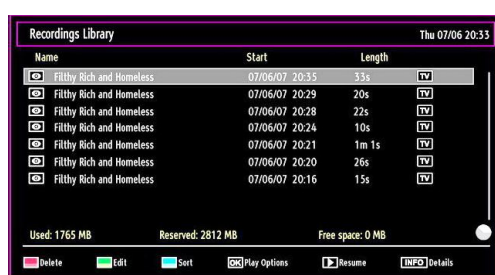 Recordings Library Thu 07/06 20:33
Name Start Length
Filthy Rich and Homeless 07/06/07 20:35 33s TV
Filthy Rich and Homeless 07/06/07 20:29 20s TV
Filthy Rich and Homeless 07/06/07 20:28 22s TV
Filthy Rich and Homeless 07/06/07 20:24 10s TV
Filthy Rich and Homeless 07/06/07 20:21 1m 1s TV
Filthy Rich and Homeless 07/06/07 20:20 26s TV
Filthy Rich and Homeless 07/06/07 20:16 15s TV
Used: 1765 MB Reserved: 2812 MB Free space: 0 MB
Delete Edit Sort OK Play Options Resume INFO Details